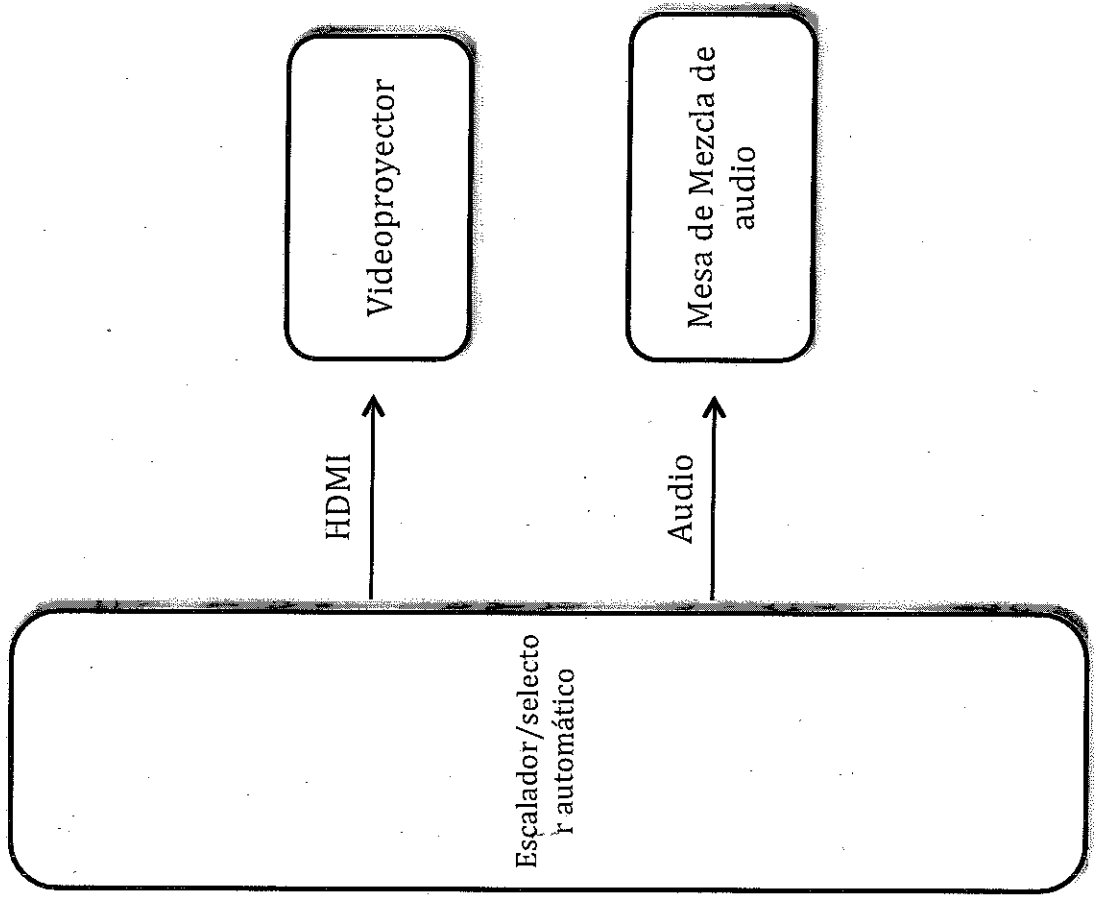 Videoproyector
Mesa de Mezcla de
audio
HDMI
Audio
Escalador/selecto
r automático